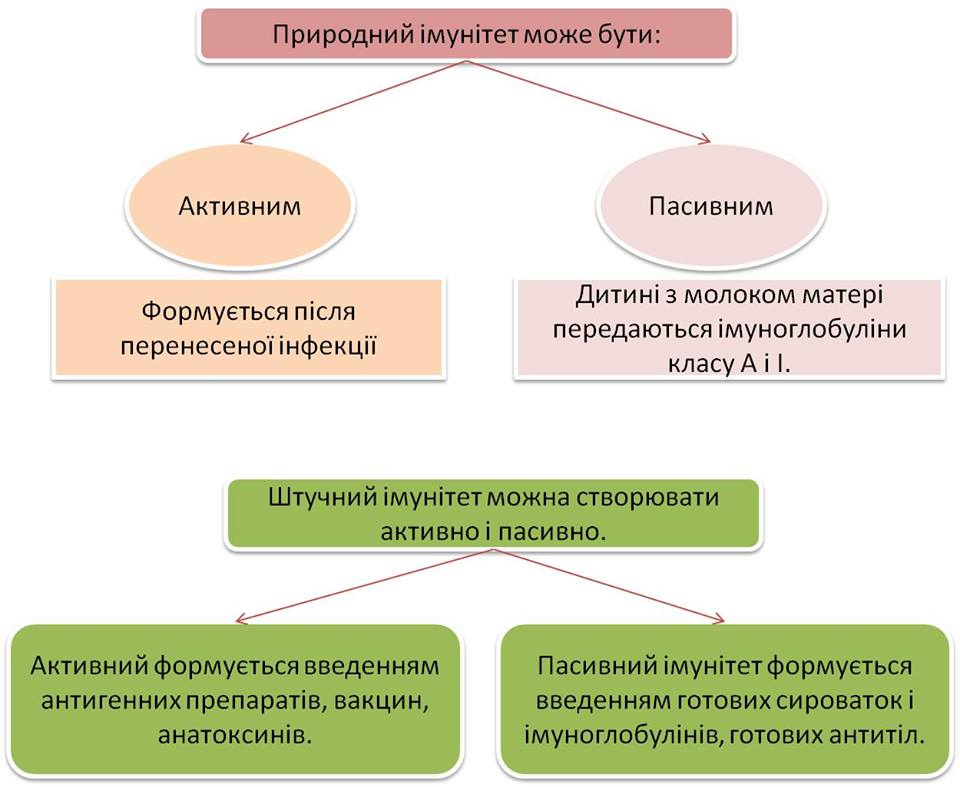 Природний імунітет може бути:
Активним
Пасивним
Формується після
перенесеної інфекції
Дитині з молоком матері
передаються імуноглобуліни
класу А і І.
Штучний імунітет можна створювати
активно і пасивно.
Активний формується введенням
антигенних препаратів, вакцин,
анатоксинів.
Пасивний імунітет формується
введенням готових сироваток і
імуноглобулінів, готових антитіл.